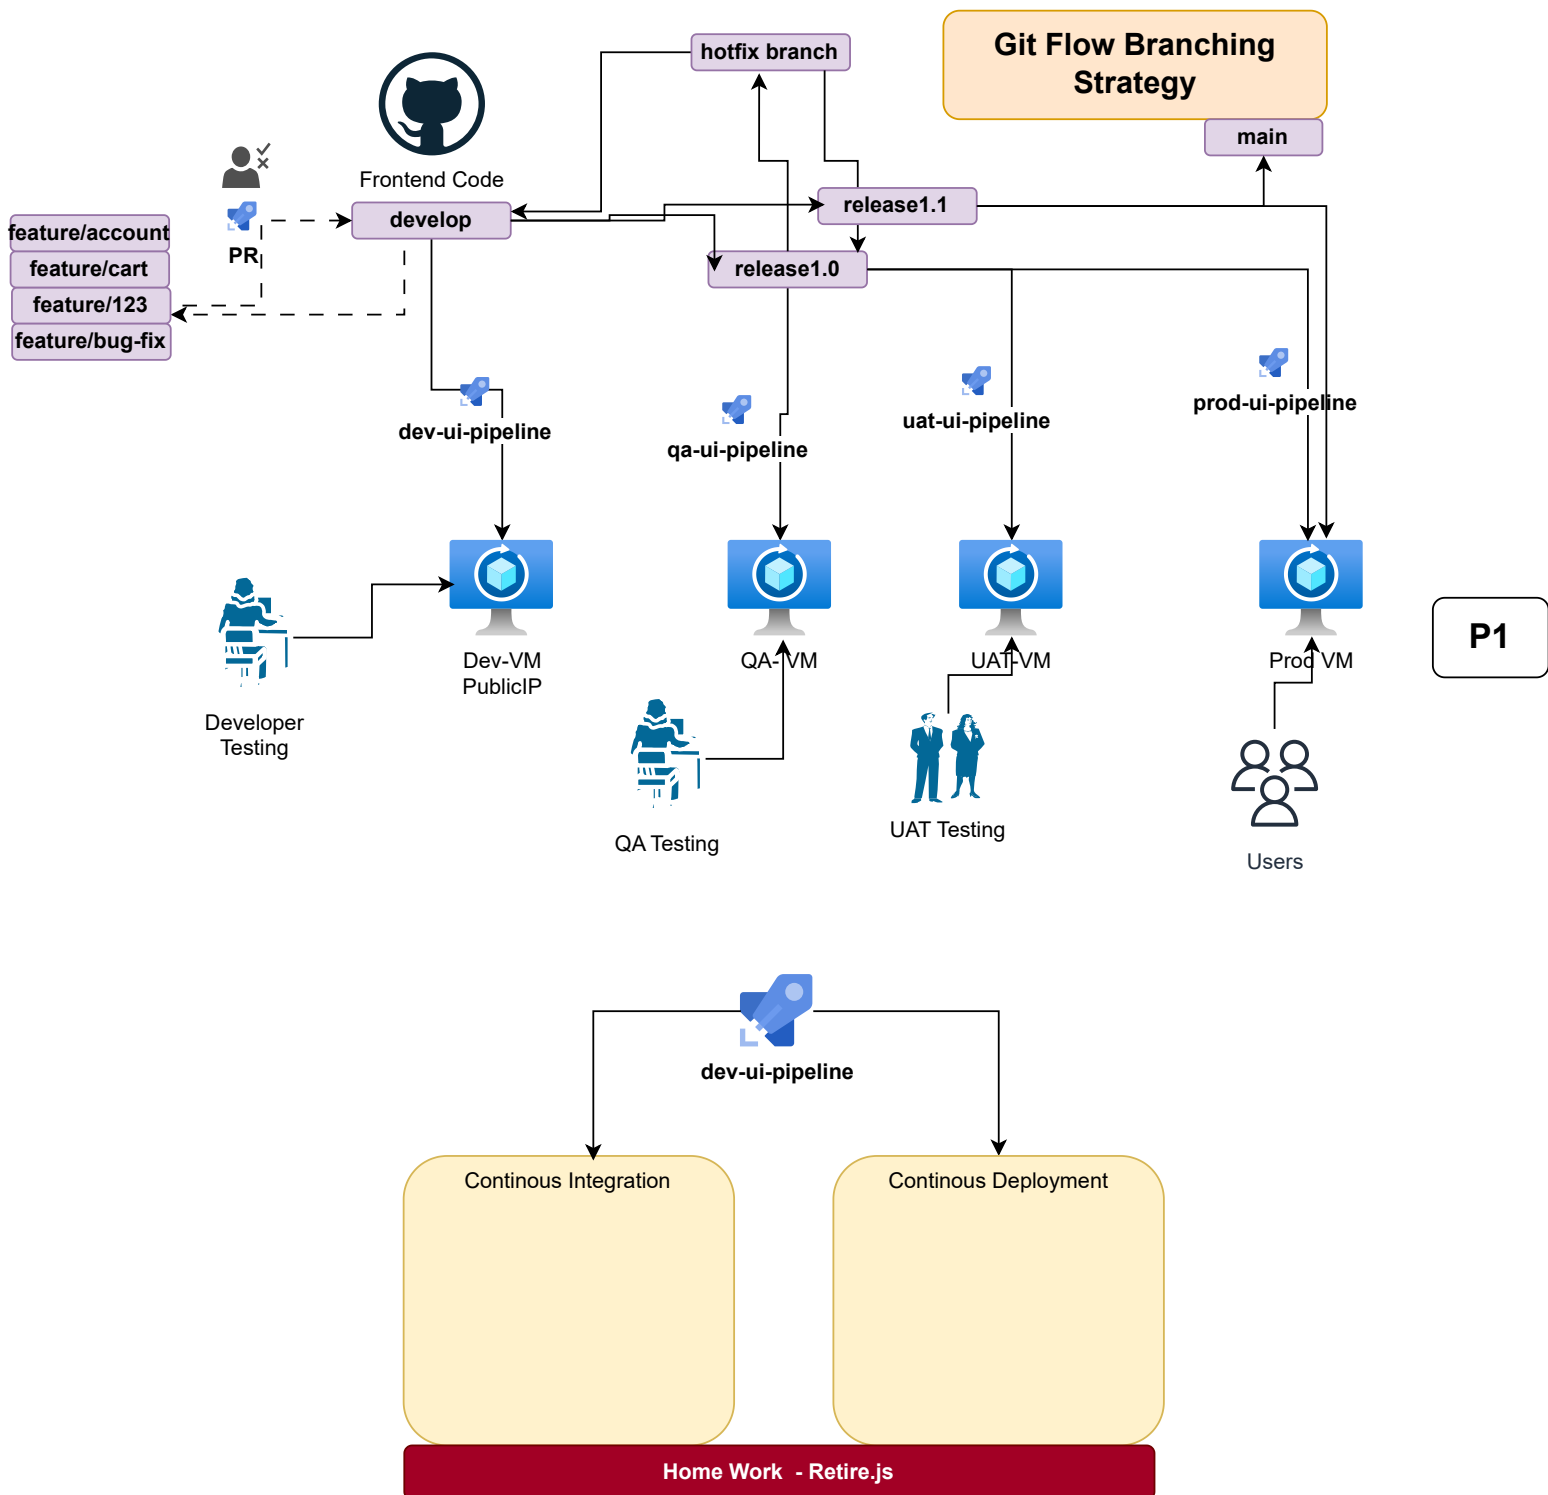 hotfix branch
Git Flow Branching
Strategy
main
Frontend Code
develop
release1.1
PR
feature/account
feature/cart
feature/123
feature/bug-fix
release1.0
dev-ui-pipeline
qa-ui-pipeline
uat-ui-pipeline
prod-ui-pipeline
Dev-VM
PublicIP
QA- VM
UAT-VM
Prod VM
P1
Developer
Testing
QA Testing
UAT Testing
Users
dev-ui-pipeline
Continous Integration
Continous Deployment
Home Work  - Retire.js